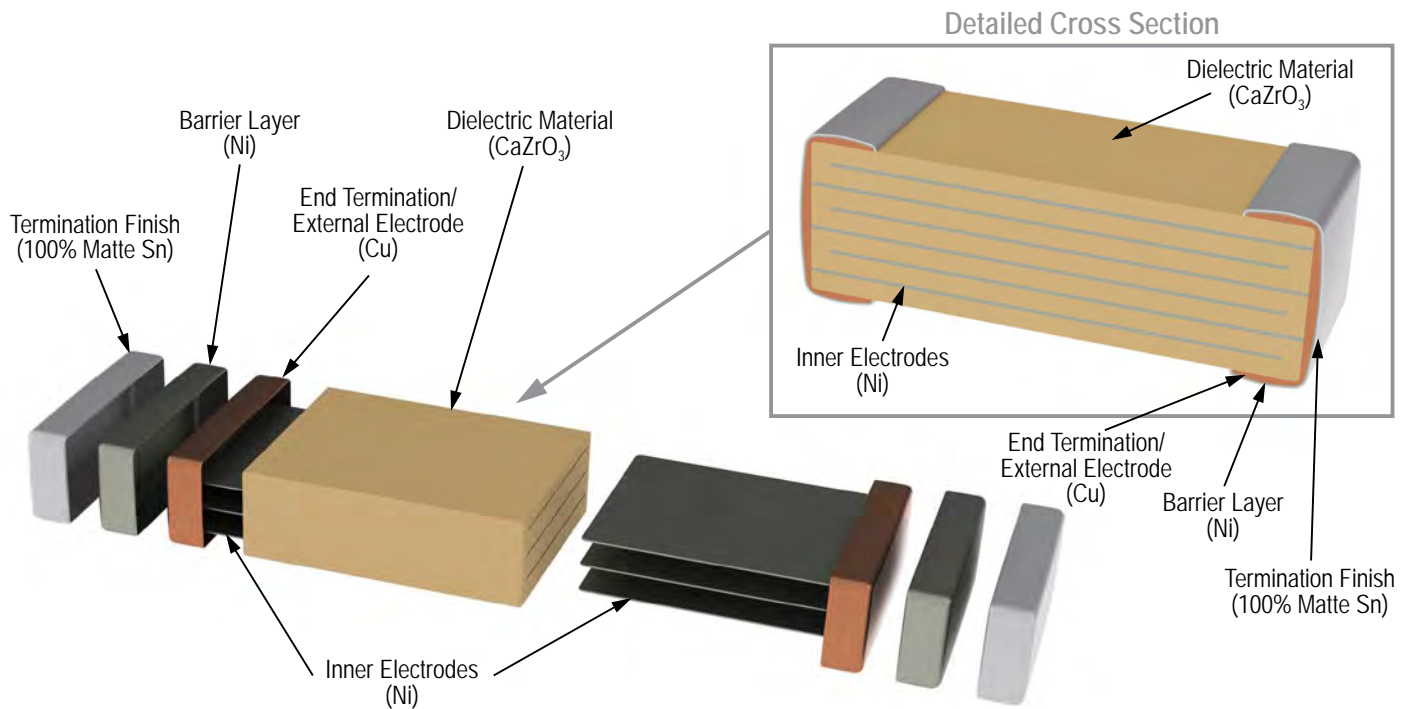 Detailed Cross Section
Dielectric Material
(CaZrO₃)
Inner Electrodes
(Ni)
End Termination/
External Electrode
(Cu)
Barrier Layer
(Ni)
Termination Finish
(100% Matte Sn)
Dielectric Material
(CaZrO₃)
Barrier Layer
(Ni)
End Termination/
External Electrode
(Cu)
Termination Finish
(100% Matte Sn)
Inner Electrodes
(Ni)